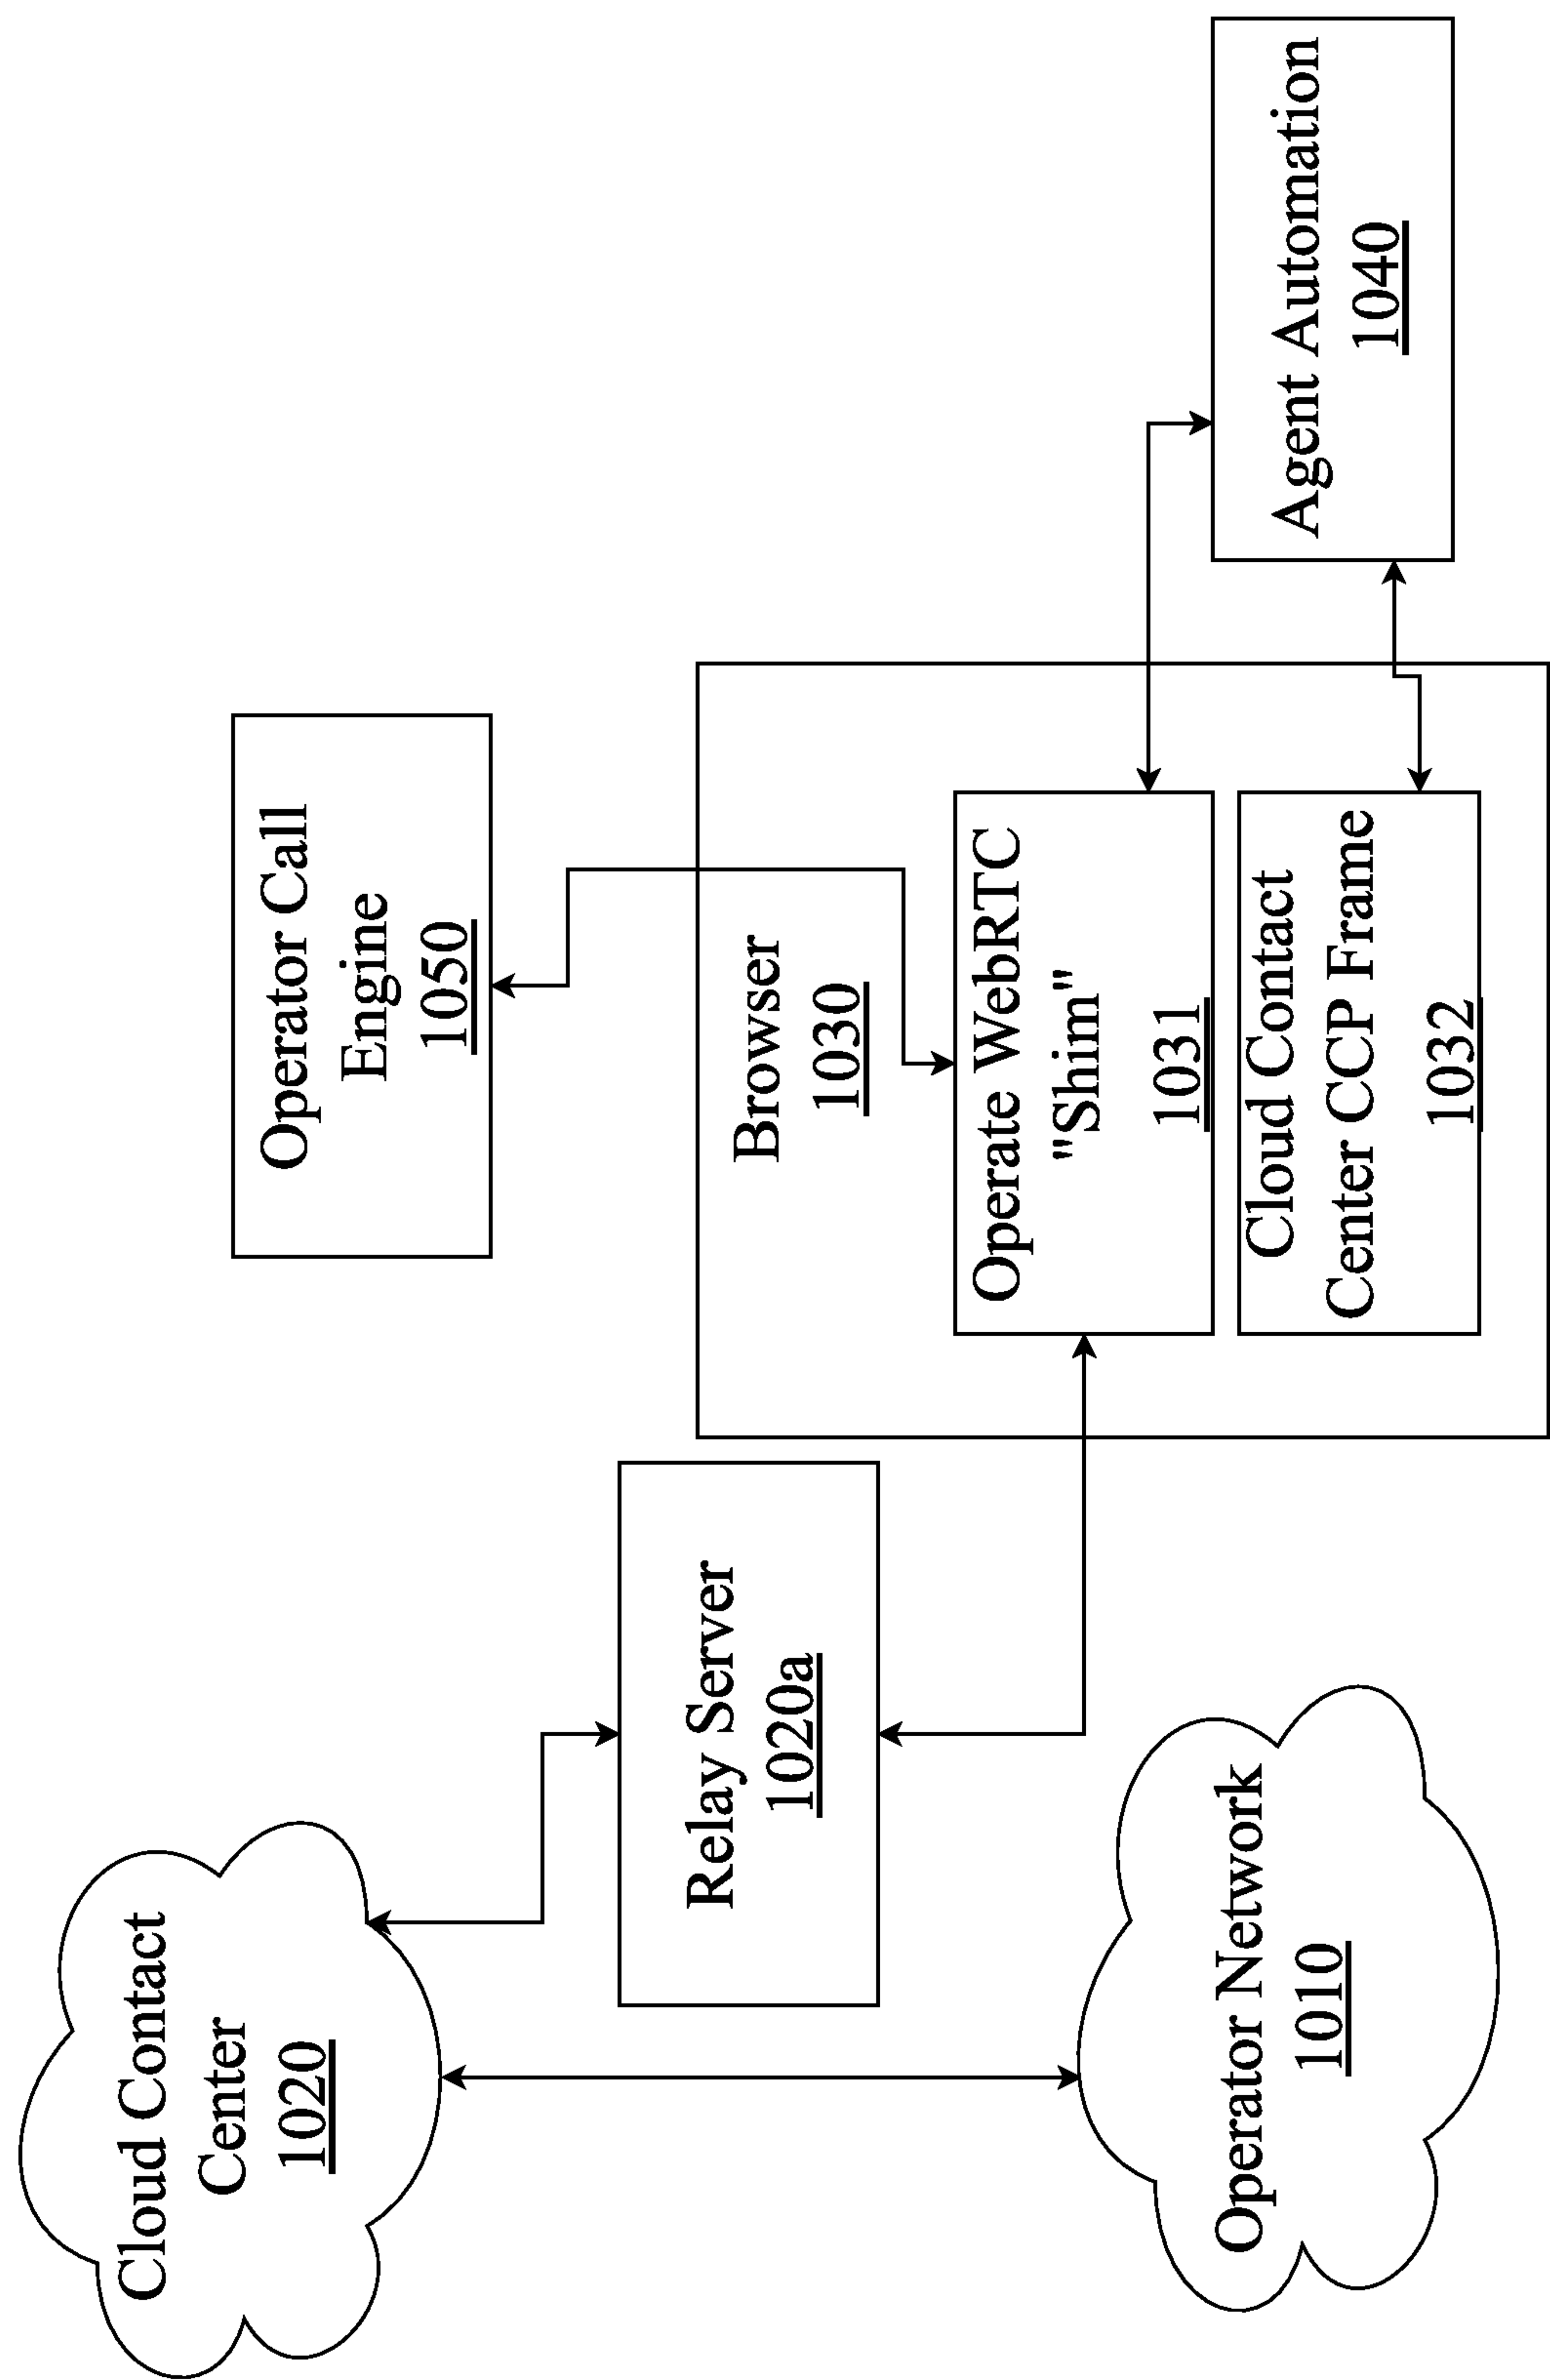 Cloud Contact
Center
1020
Operator Network
1010
Relay Server
1020a
Operator Call
Engine
1050
Browser
1030
Operate WebRTC
"Shim"
1031
Cloud Contact
Center CCP Frame
1032
Agent Automation
1040